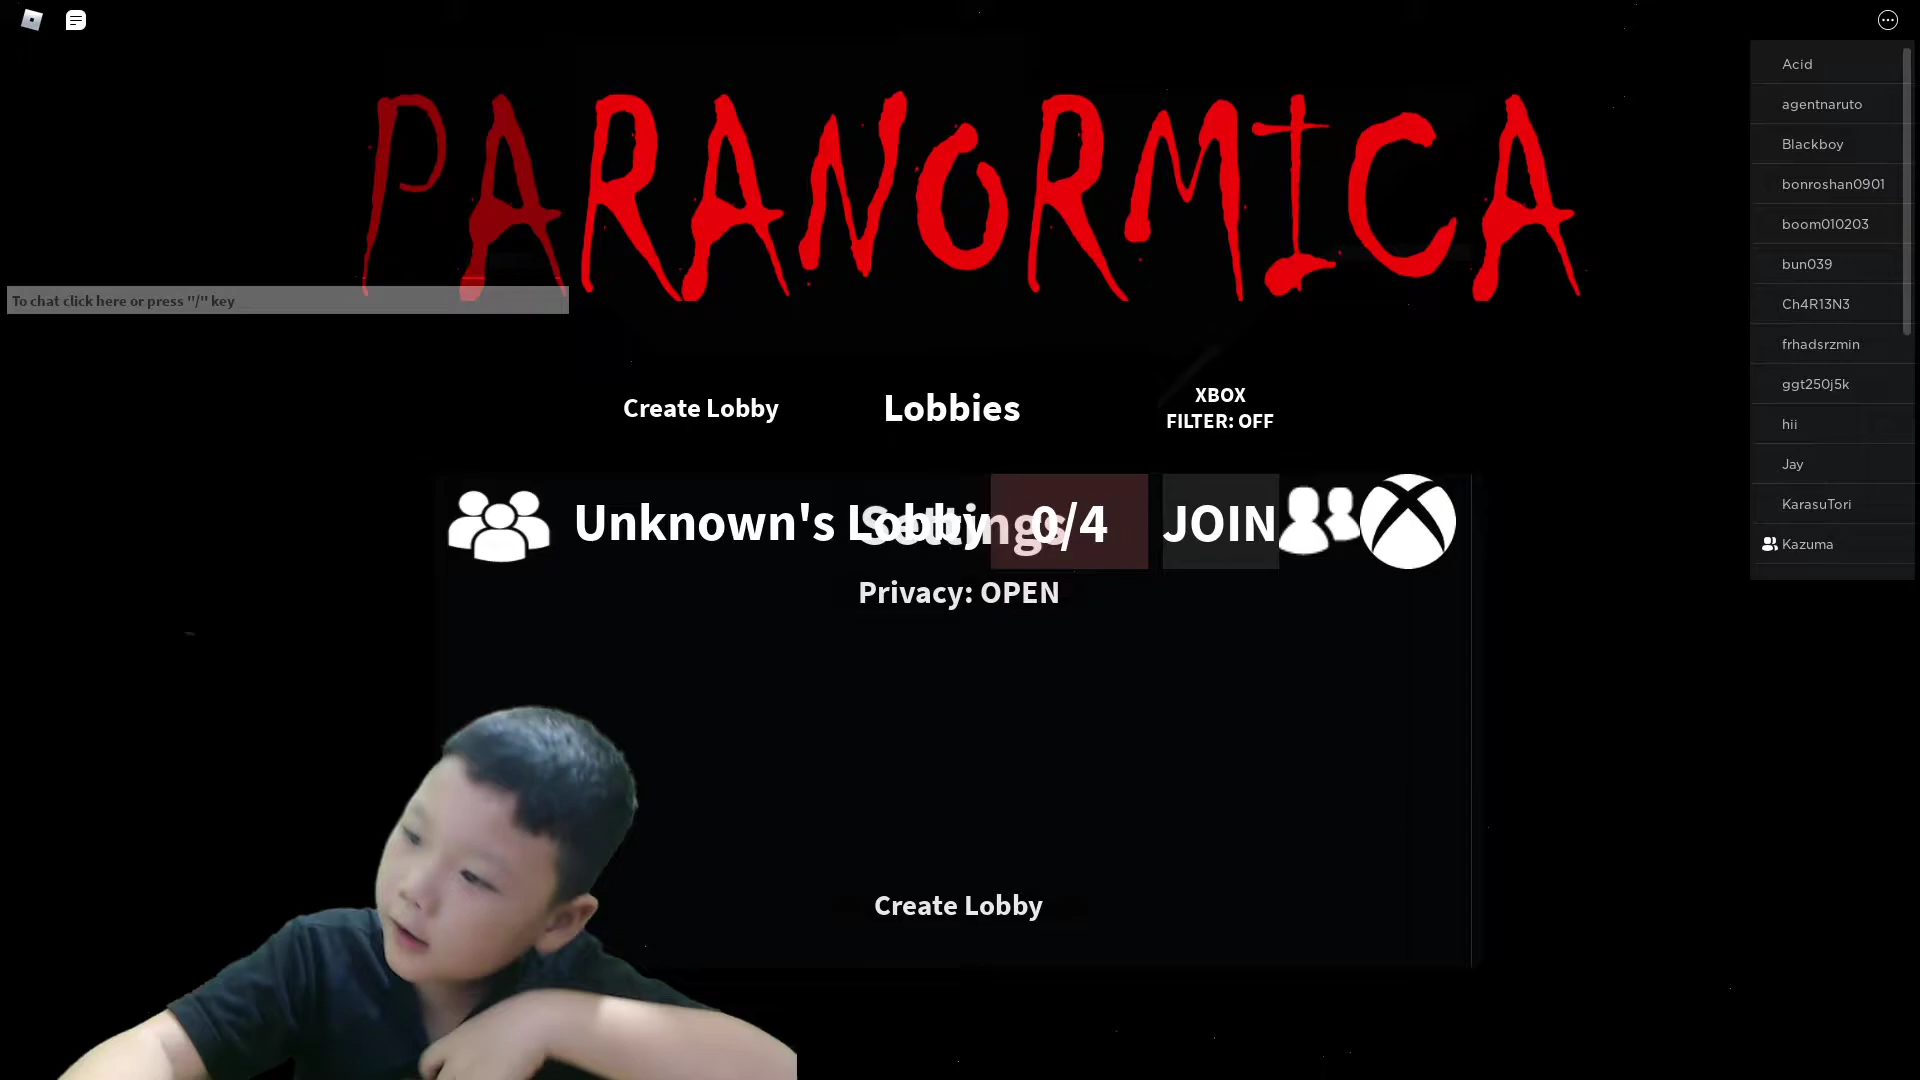 PARANORMICA
To chat click here or press "/" key
Acid
agentnaruto
Blackboy
bonroshan0901
boom010203
bun039
Ch4R13N3
frhadsrzmin
ggt250j5k
hii
Jay
KarasuTori
Kazuma
Create Lobby
Lobbies
XBOX
FILTER: OFF
Unknown's Lobby
Settings
0/4
JOIN
Privacy: OPEN
Create Lobby